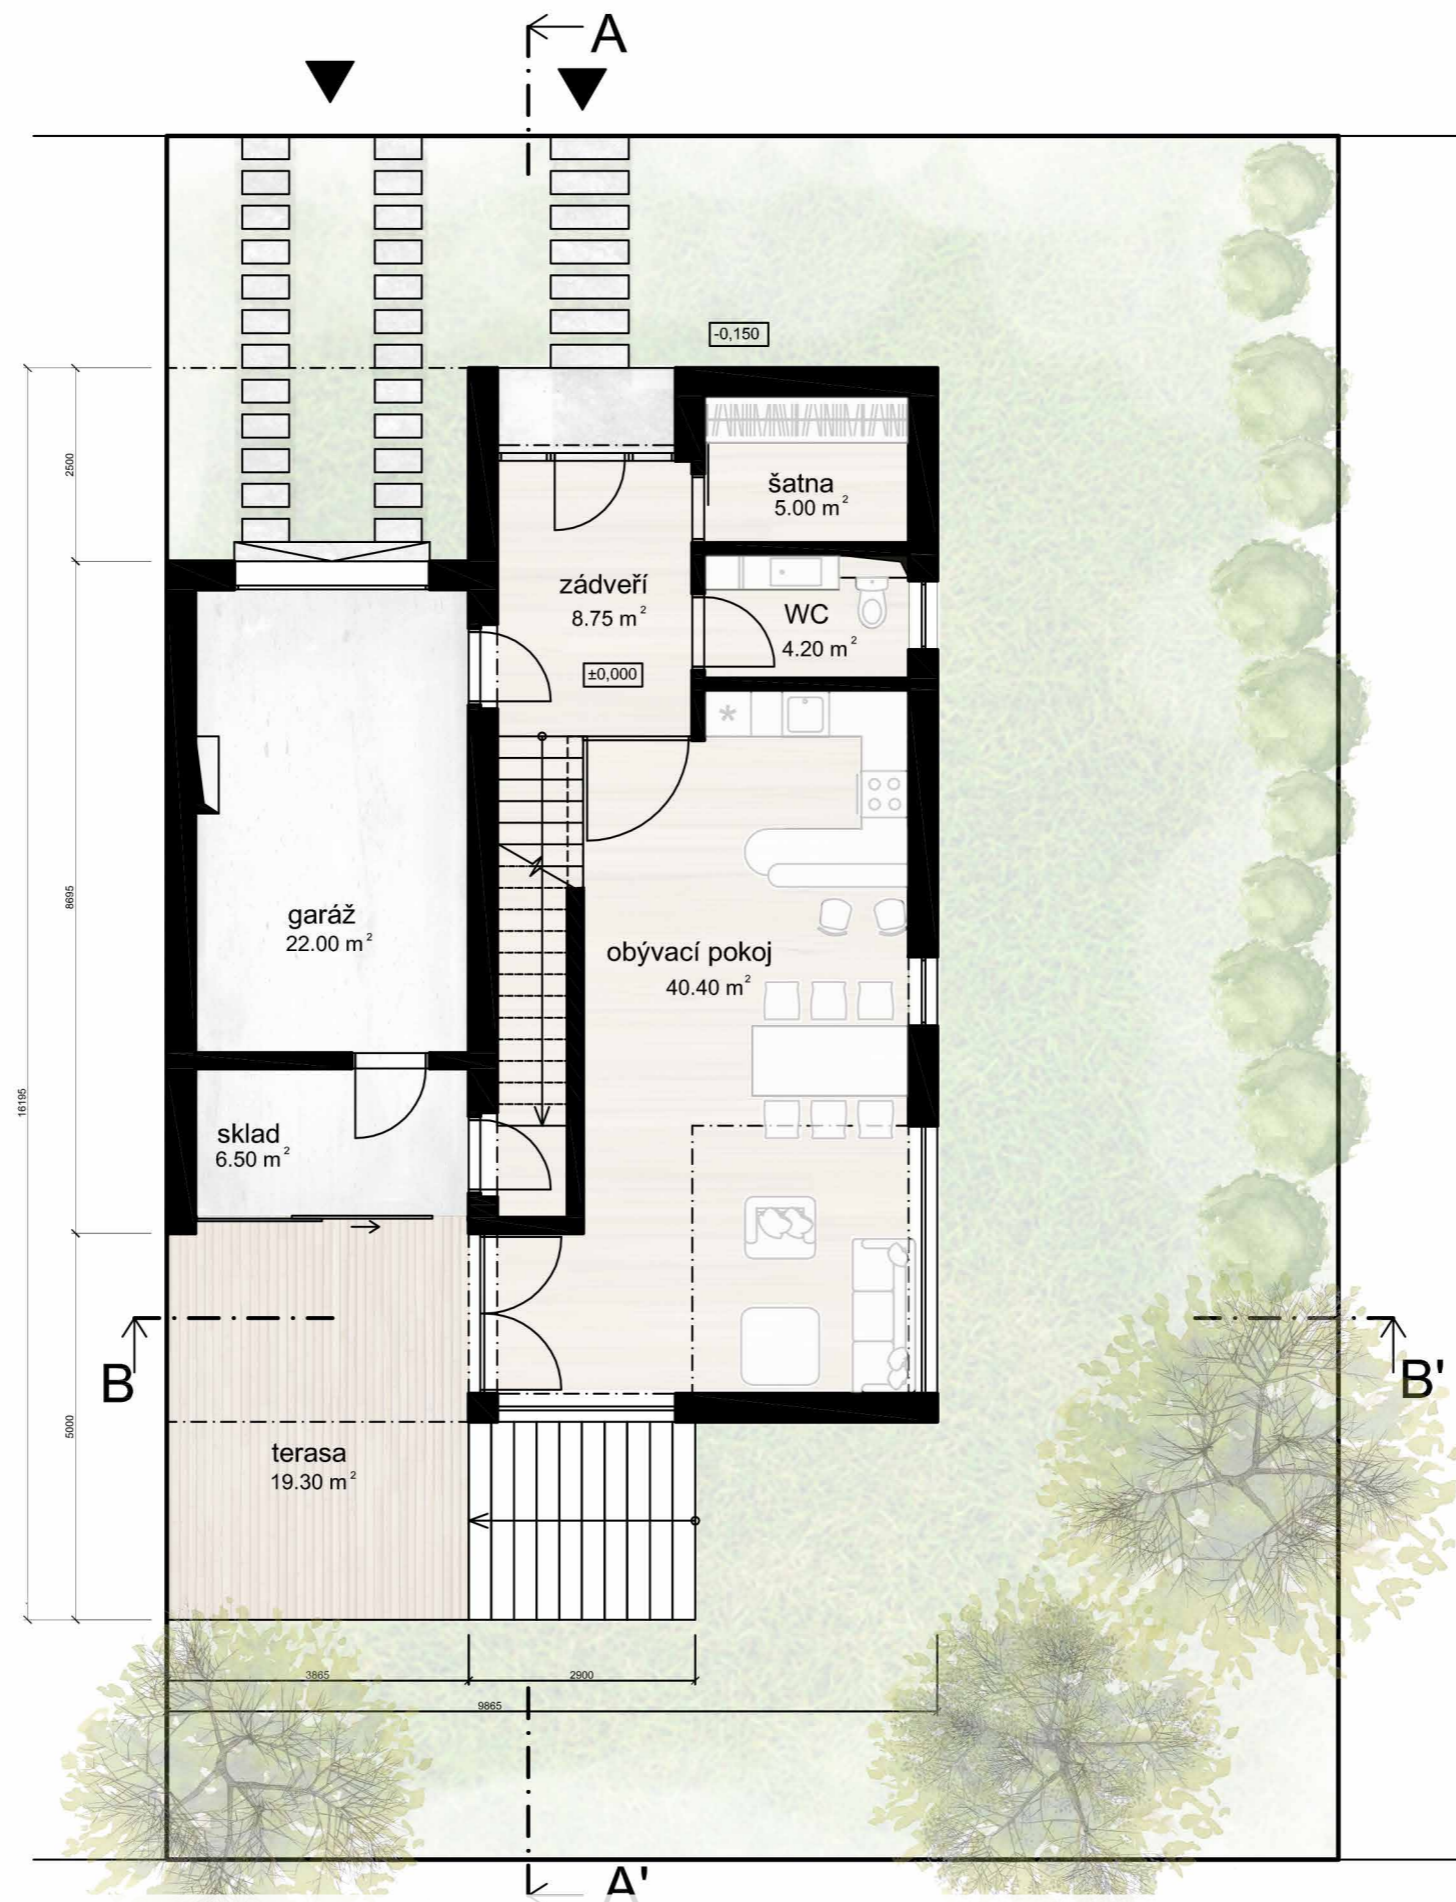 A
-0,150
2500
šatna
5.00 m²
zádveří
8.75 m²
WC
4.20 m²
±0,000
*
8695
garáž
22.00 m²
obývací pokoj
40.40 m²
16195
sklad
6.50 m²
B
B'
5000
terasa
19.30 m²
3865
2900
9865
A'